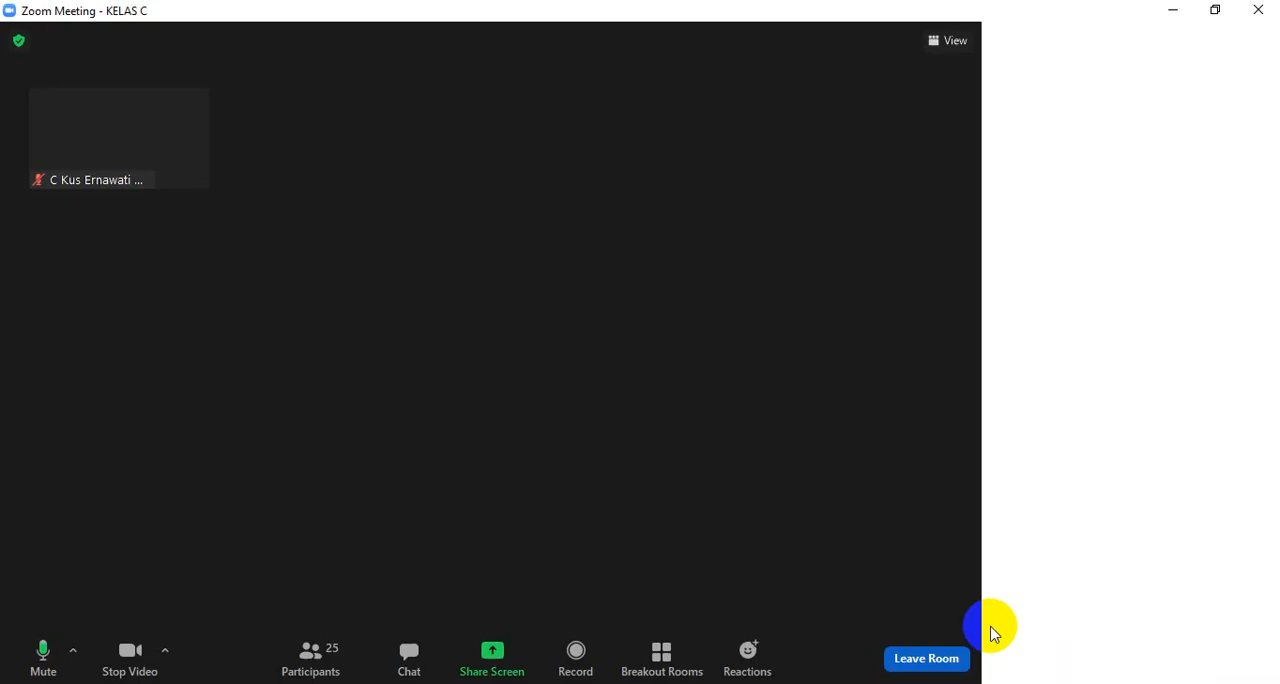 Zoom Meeting - KELAS C
View
C Kus Ernawati ...
25
Mute
Stop Video
Participants
Chat
Share Screen
Record
Breakout Rooms
Reactions
Leave Room